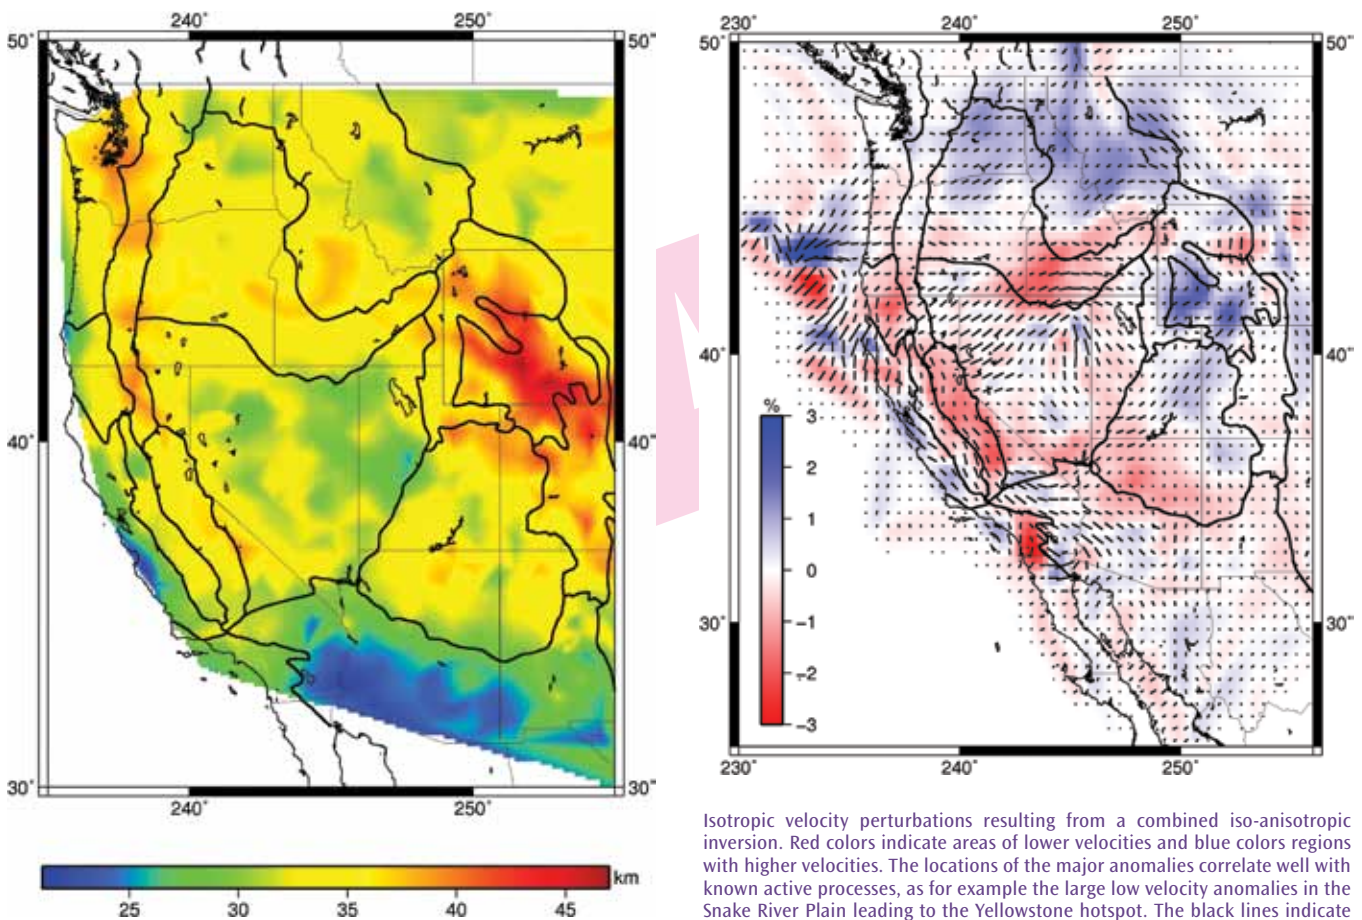 240° 250°
50° 50°
40° 40°
30° 30°
240° 250°
km
25 30 35 40 45
230° 240° 250°
50° 50°
40° 40°
%
3
2
1
0
−1
−2
−3
30° 30°
230° 240° 250°
Isotropic velocity perturbations resulting from a combined iso-anisotropic
inversion. Red colors indicate areas of lower velocities and blue colors regions
with higher velocities. The locations of the major anomalies correlate well with
known active processes, as for example the large low velocity anomalies in the
Snake River Plain leading to the Yellowstone hotspot. The black lines indicate